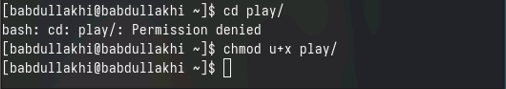 [babdullakhi@babdullakhi ~]$ cd play/
bash: cd: play/: Permission denied
[babdullakhi@babdullakhi ~]$ chmod u+x play/
[babdullakhi@babdullakhi ~]$